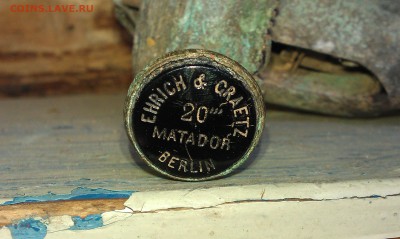 COINS.LAVE.RU
EHRICH & GRAETZ
20'''
MATADOR
BERLIN